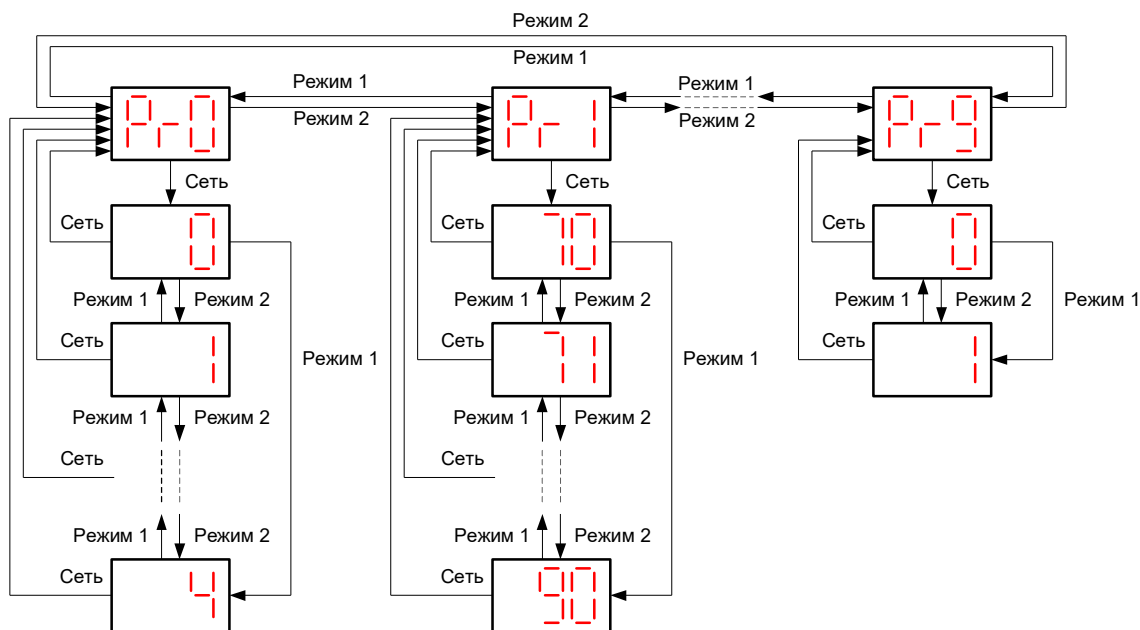 Режим 2
Режим 1
Режим 1
Режим 1
Pr-0
Pr-1
Pr-9
Режим 2
Режим 2
Сеть
Сеть
Сеть
Сеть
0
Сеть
70
Сеть
0
Режим 1
Режим 2
Режим 1
Режим 2
Режим 1
Режим 2
Режим 1
Сеть
1
Режим 1
Сеть
71
Режим 1
Сеть
1
Режим 1
Режим 2
Режим 1
Режим 2
Сеть
Сеть
Режим 1
Режим 2
Режим 1
Режим 2
Сеть
4
Сеть
90